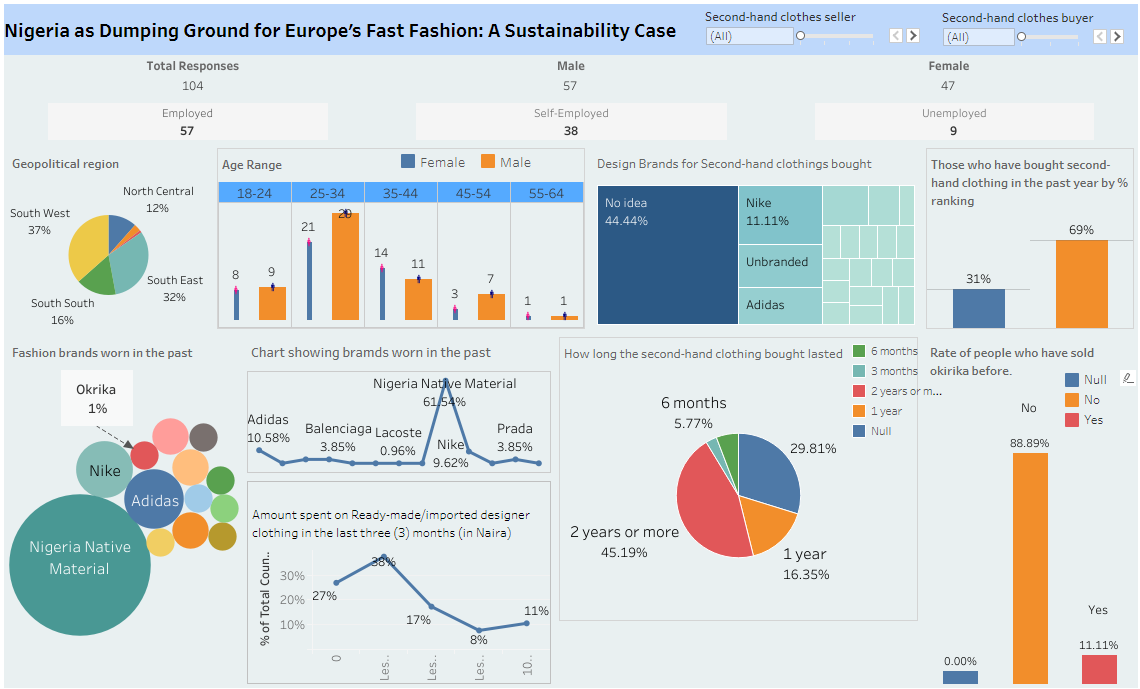 Nigeria as Dumping Ground for Europe's Fast Fashion: A Sustainability Case
Second-hand clothes seller
(All)
Second-hand clothes buyer
(All)
Total Responses
104
Male
57
Female
47
Employed
57
Self-Employed
38
Unemployed
9
Geopolitical region
North Central
12%
South West
37%
South East
32%
South South
16%
Age Range
Female
Male
18-24
25-34
35-44
45-54
55-64
8
9
21
14
11
3
7
1
1
Design Brands for Second-hand clothings bought
No idea
44.44%
Nike
11.11%
Unbranded
Adidas
Those who have bought second-
hand clothing in the past year by %
ranking
31%
69%
Fashion brands worn in the past
Okrika
1%
Nike
Adidas
Nigeria Native
Material
Chart showing bramds worn in the past
Nigeria Native Material
61.54%
Adidas
10.58%
Balenciaga
3.85%
Lacoste
0.96%
Nike
9.62%
Prada
3.85%
Amount spent on Ready-made/imported designer
clothing in the last three (3) months (in Naira)
% of Total Coun..
30%
20%
10%
27%
38%
17%
8%
11%
0
Les..
Les..
Les..
10..
How long the second-hand clothing bought lasted
6 months
3 months
2 years or m...
1 year
Null
6 months
5.77%
29.81%
2 years or more
45.19%
1 year
16.35%
Rate of people who have sold
okirika before.
Null
No
Yes
No
88.89%
Yes
11.11%
0.00%